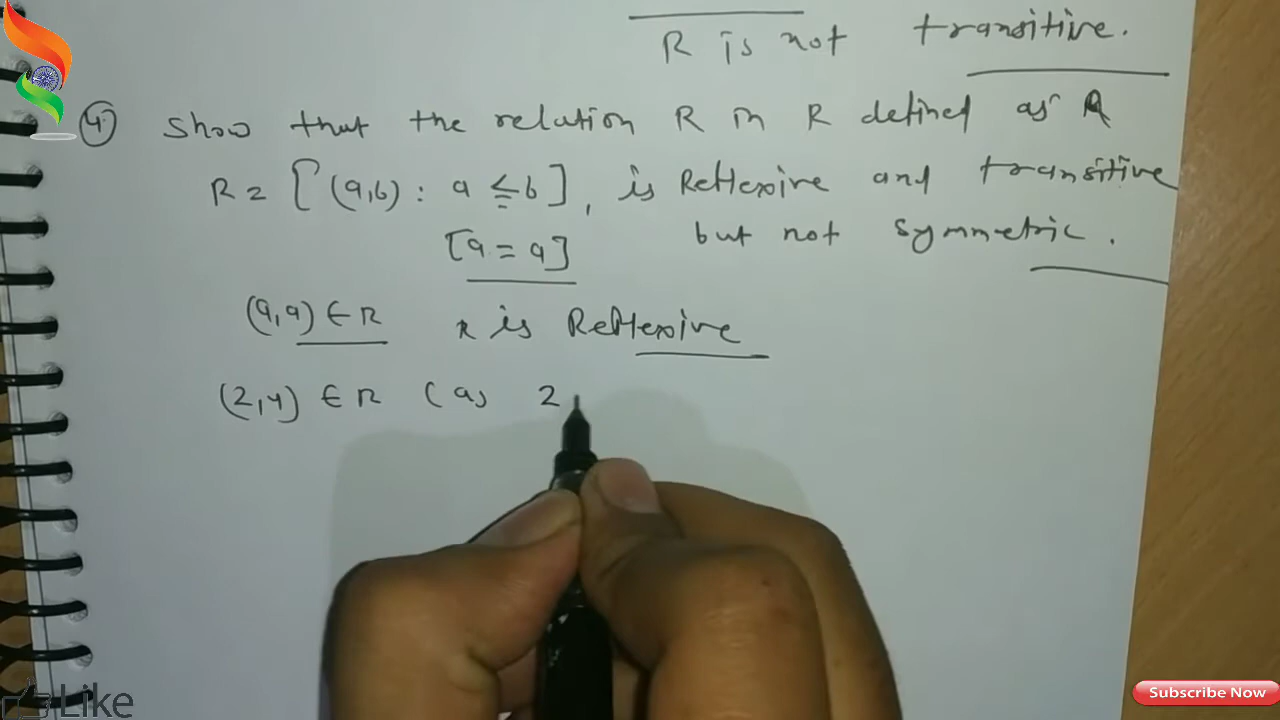 R is not transitive.
④ Show that the relation R in R defined as R
R = [(a,b) : a ≤ b], is Reflexive and transitive
but not symmetric.
[a = a]
(a,a) ∈ R R is Reflexive
(2,4) ∈ R (as 2
Like
Subscribe Now